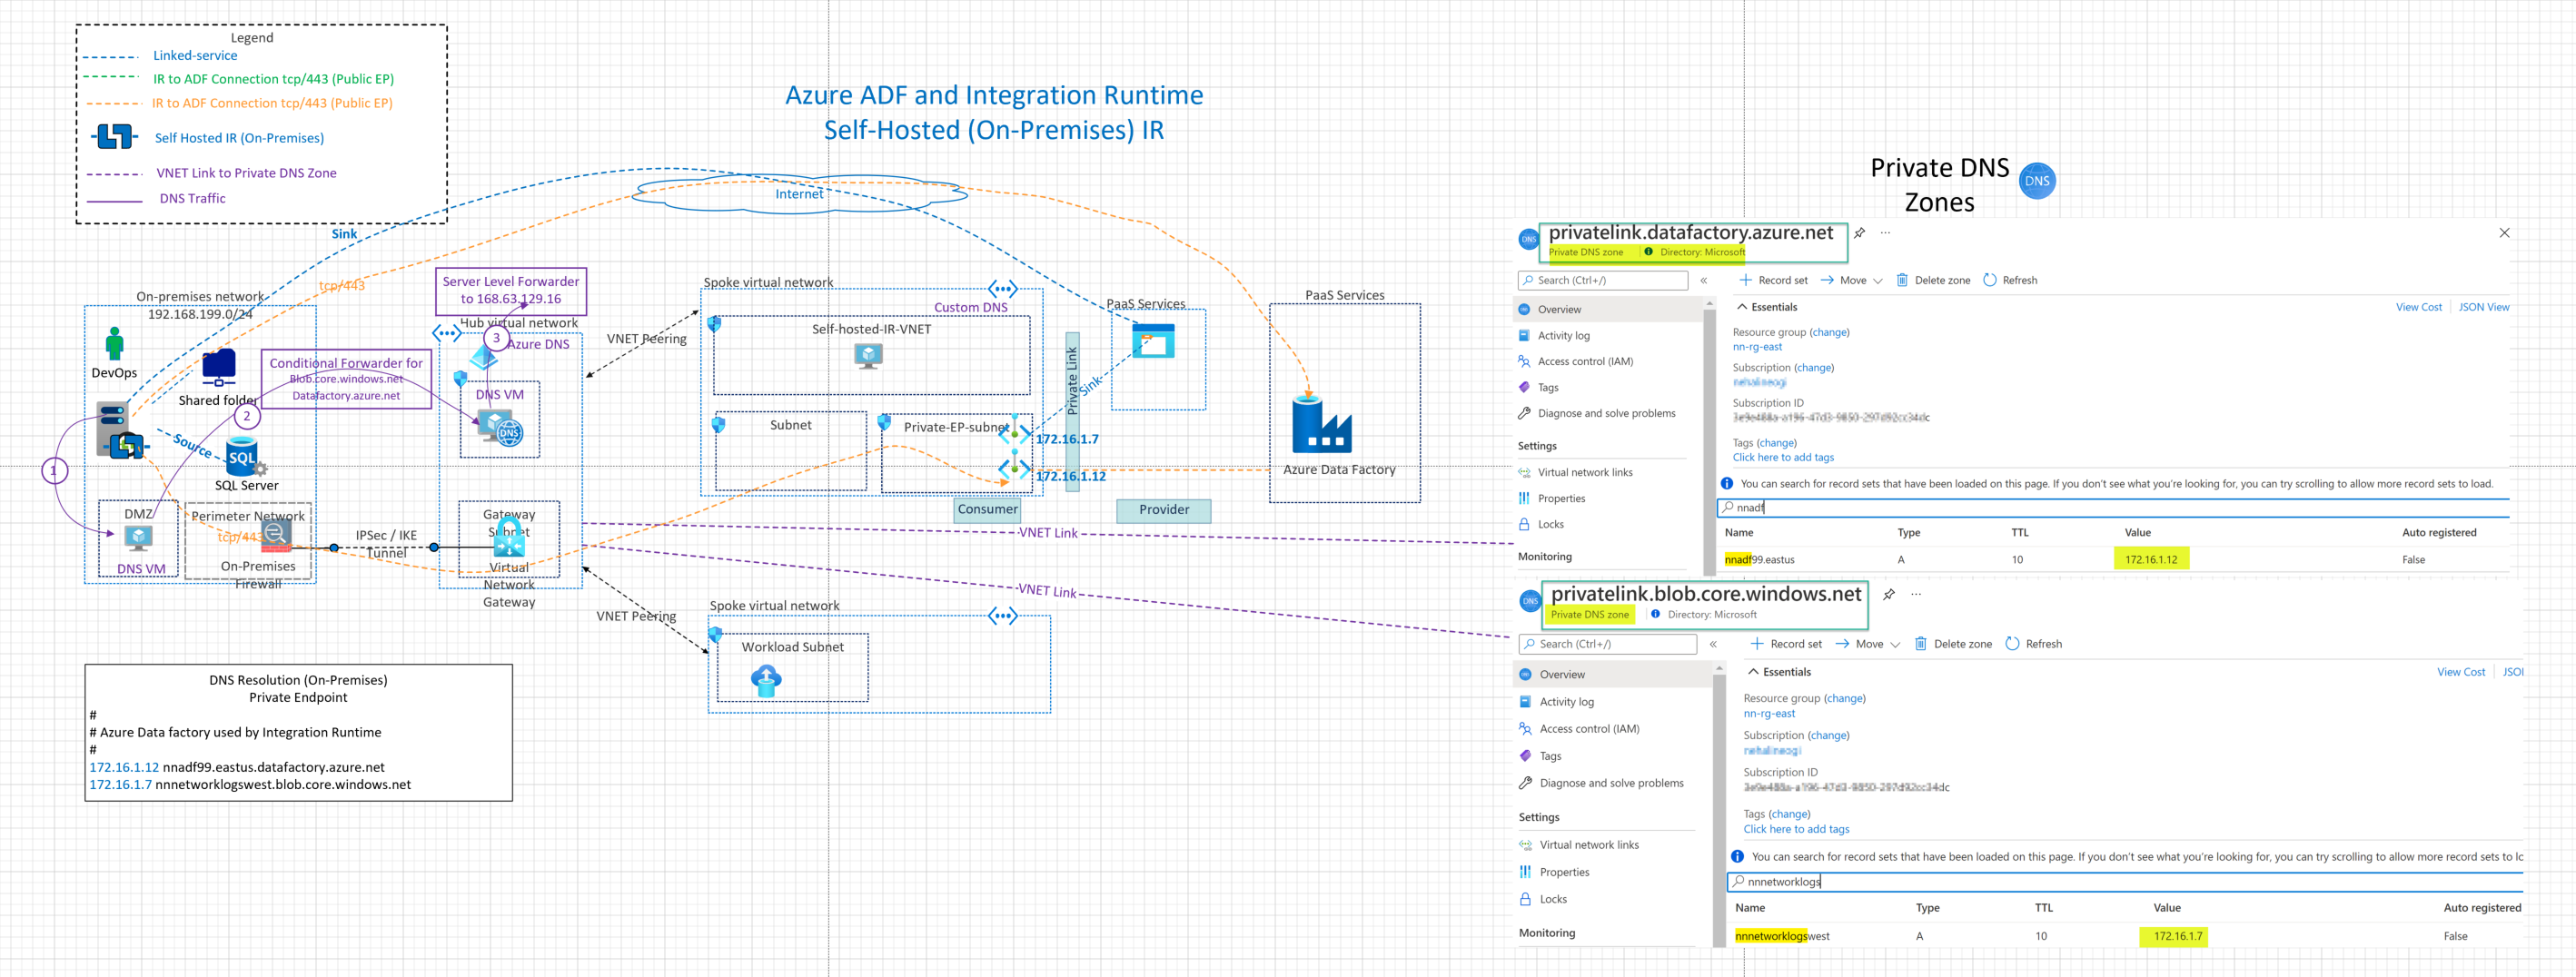 Legend
Linked-service
IR to ADF Connection tcp/443 (Public EP)
IR to ADF Connection tcp/443 (Public EP)
Self Hosted IR (On-Premises)
VNET Link to Private DNS Zone
DNS Traffic
Azure ADF and Integration Runtime
Self-Hosted (On-Premises) IR
Internet
Sink
tcp/443
On-premises network
192.168.199.0/24
DevOps
Shared folder
Source
SQL
SQL Server
1
2
Conditional Forwarder for
Blob.core.windows.net
Datafactory.azure.net
DMZ
DNS VM
Perimeter Network
tcp/443
On-Premises
Firewall
IPSec / IKE
Tunnel
Server Level Forwarder
to 168.63.129.16
Hub virtual network
3
Azure DNS
DNS VM
DNS
Gateway
Subnet
Virtual
Network
Gateway
VNET Peering
VNET Peering
Spoke virtual network
Custom DNS
Self-hosted-IR-VNET
Subnet
Private-EP-subnet
172.16.1.7
172.16.1.12
Private Link
Sink
Consumer
Provider
PaaS Services
PaaS Services
Azure Data Factory
VNET Link
VNET Link
Spoke virtual network
Workload Subnet
DNS Resolution (On-Premises)
Private Endpoint
#
# Azure Data factory used by Integration Runtime
#
172.16.1.12 nnadf99.eastus.datafactory.azure.net
172.16.1.7 nnnetworklogswest.blob.core.windows.net
Private DNS
Zones
DNS
DNS
privatelink.datafactory.azure.net
...
Private DNS zone
Directory: Microsoft
Search (Ctrl+/)
«
Record set
Move
Delete zone
Refresh
Overview
Activity log
Access control (IAM)
Tags
Diagnose and solve problems
Settings
Virtual network links
Properties
Locks
Monitoring
Essentials
View Cost
JSON View
Resource group (change)
nn-rg-east
Subscription (change)
Subscription ID
Tags (change)
Click here to add tags
You can search for record sets that have been loaded on this page. If you don't see what you're looking for, you can try scrolling to allow more record sets to load.
nnadf
Name Type TTL Value Auto registered
nnadf99.eastus A 10 172.16.1.12 False
DNS
privatelink.blob.core.windows.net
...
Private DNS zone
Directory: Microsoft
Search (Ctrl+/)
«
Record set
Move
Delete zone
Refresh
Overview
Activity log
Access control (IAM)
Tags
Diagnose and solve problems
Settings
Virtual network links
Properties
Locks
Monitoring
Essentials
View Cost
JSO
Resource group (change)
nn-rg-east
Subscription (change)
Subscription ID
Tags (change)
Click here to add tags
You can search for record sets that have been loaded on this page. If you don't see what you're looking for, you can try scrolling to allow more record sets to lo
nnnetworklogs
Name Type TTL Value Auto registered
nnnetworklogswest A 10 172.16.1.7 False